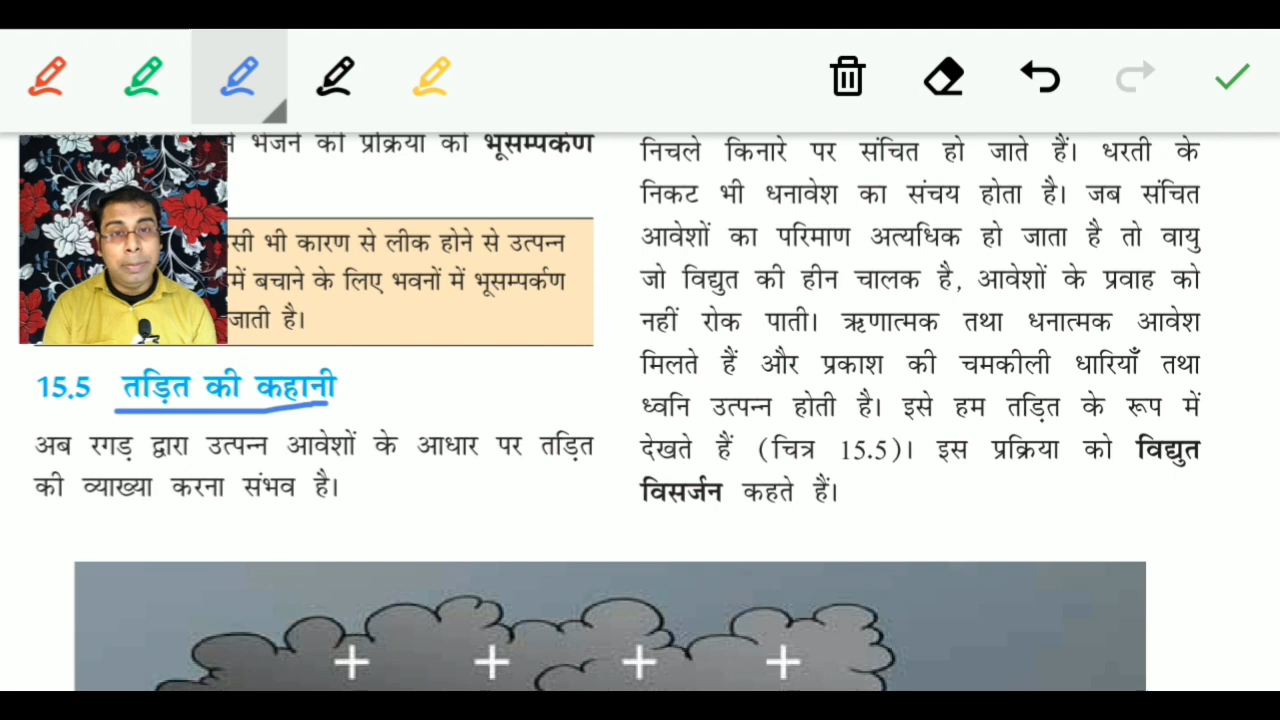 भेजने की प्रक्रिया को भूसम्पर्कण
सी भी कारण से लीक होने से उत्पन्न
में बचाने के लिए भवनों में भूसम्पर्कण
जाती है।
15.5 तड़ित की कहानी
अब रगड़ द्वारा उत्पन्न आवेशों के आधार पर तड़ित
की व्याख्या करना संभव है।
निचले किनारे पर संचित हो जाते हैं। धरती के
निकट भी धनावेश का संचय होता है। जब संचित
आवेशों का परिमाण अत्यधिक हो जाता है तो वायु
जो विद्युत की हीन चालक है, आवेशों के प्रवाह को
नहीं रोक पाती। ऋणात्मक तथा धनात्मक आवेश
मिलते हैं और प्रकाश की चमकीली धारियाँ तथा
ध्वनि उत्पन्न होती है। इसे हम तड़ित के रूप में
देखते हैं (चित्र 15.5)। इस प्रक्रिया को विद्युत
विसर्जन कहते हैं।
+ + + +